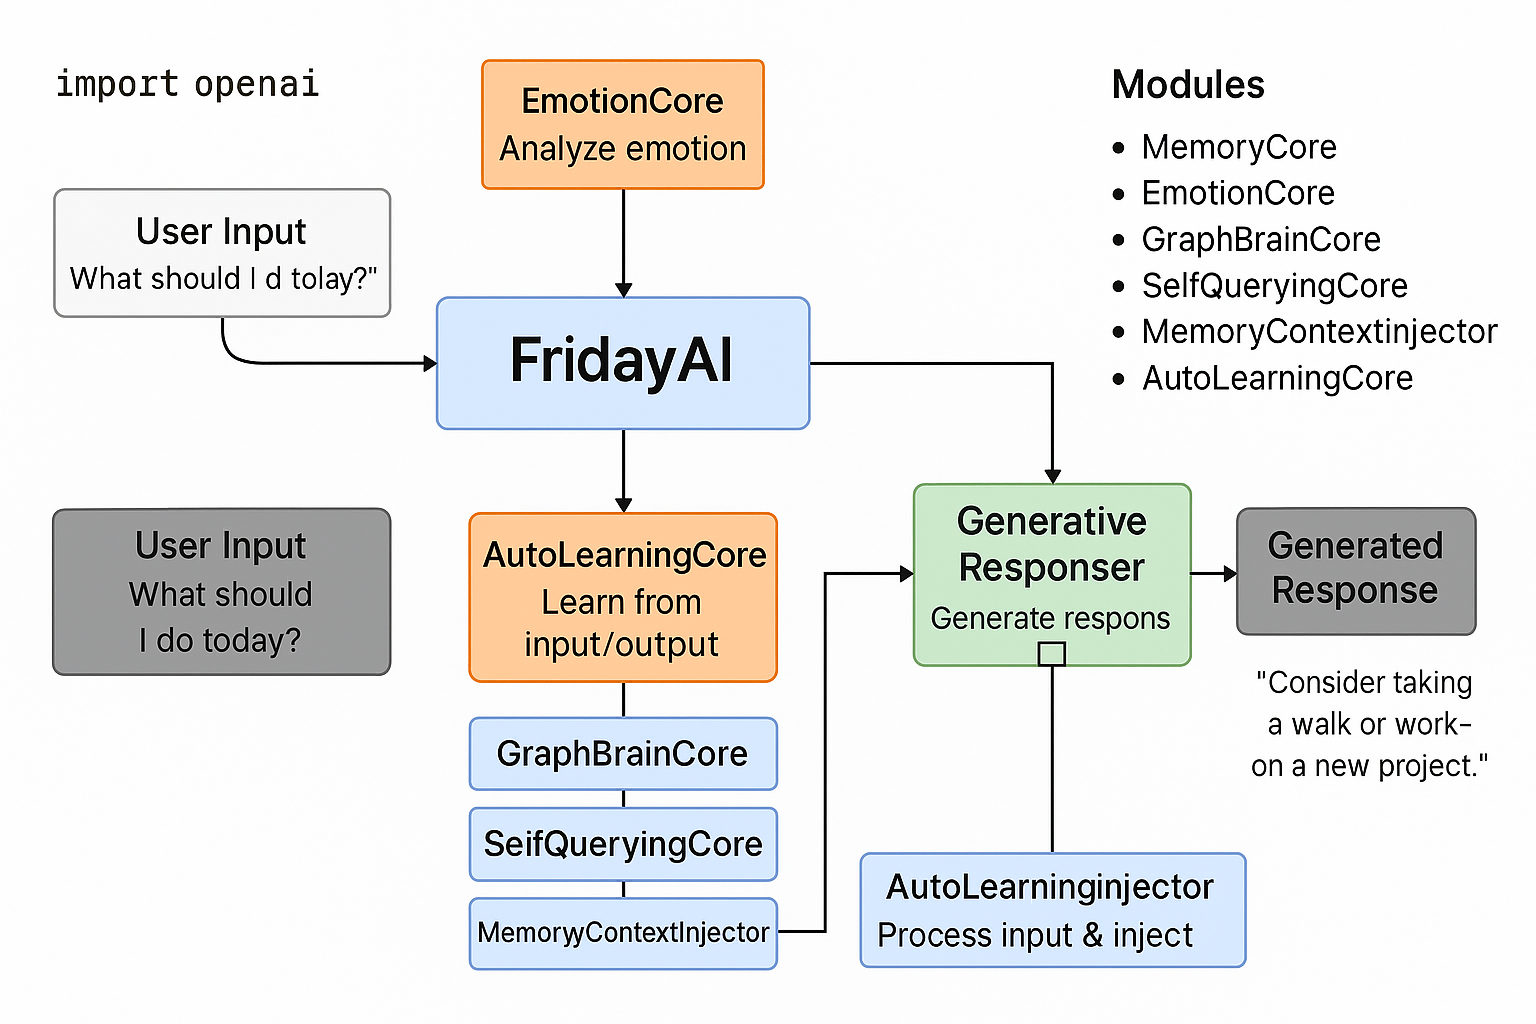 import openai
EmotionCore
Analyze emotion
User Input
What should I d tolay?"
FridayAI
Modules
• MemoryCore
• EmotionCore
• GraphBrainCore
• SelfQueryingCore
• MemoryContextinjector
• AutoLearningCore
User Input
What should
I do today?
AutoLearningCore
Learn from
input/output
GraphBrainCore
SeifQueryingCore
MemoryyContextInjector
Generative
Responser
Generate respons
Generated
Response
"Consider taking
a walk or work-
on a new project."
AutoLearninginjector
Process input & inject